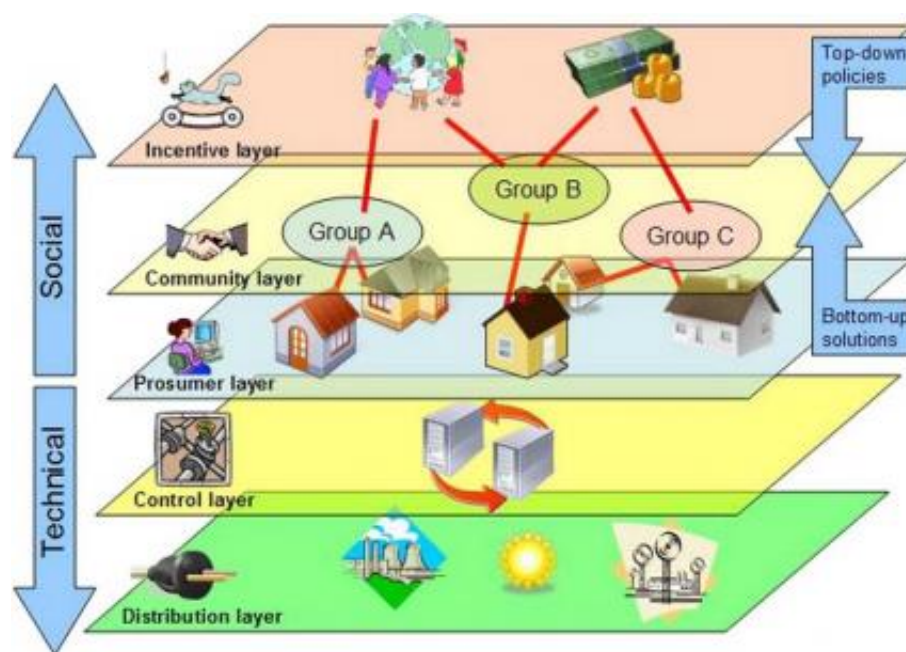 Top-down
policies
Incentive layer
Group B
Group A
Group C
Social
Community layer
Bottom-up
solutions
Prosumer layer
Technical
Control layer
Distribution layer